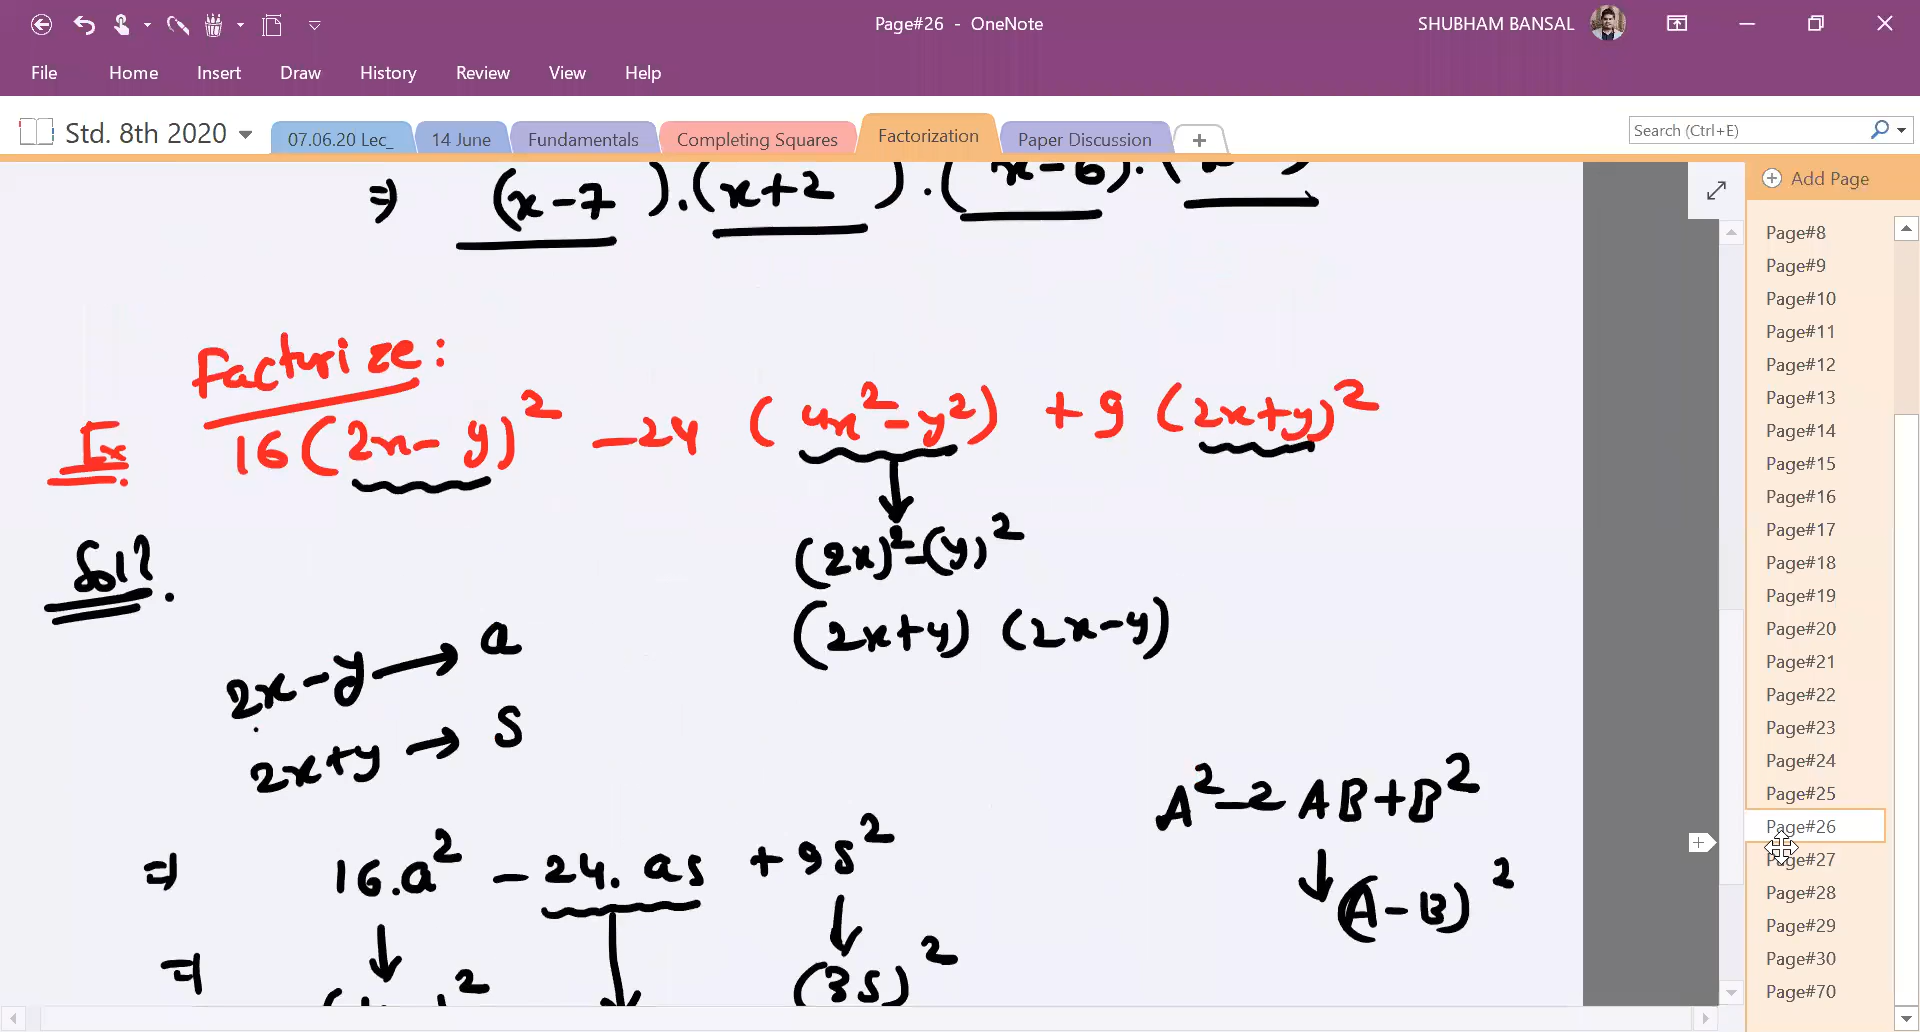 Page#26 - OneNote
SHUBHAM BANSAL
File Home Insert Draw History Review View Help
Std. 8th 2020
07.06.20 Lec_
14 June
Fundamentals
Completing Squares
Factorization
Paper Discussion
+
Search (Ctrl+E)
⇒ (x-7).(x+2).(x-6).(
Factorize:
Ex 16(2x-y)² -24 (4x²-y²) +9 (2x+y)²
(2x)²-(y)²
Sol?.
(2x+y) (2x-y)
2x-y → a
2x+y → s
A²-2AB+B²
⇒ 16.a² - 24. as + 9s²
(A-B)²
⇒ (3s)²
Add Page
Page#8
Page#9
Page#10
Page#11
Page#12
Page#13
Page#14
Page#15
Page#16
Page#17
Page#18
Page#19
Page#20
Page#21
Page#22
Page#23
Page#24
Page#25
Page#26
Page#27
Page#28
Page#29
Page#30
Page#70